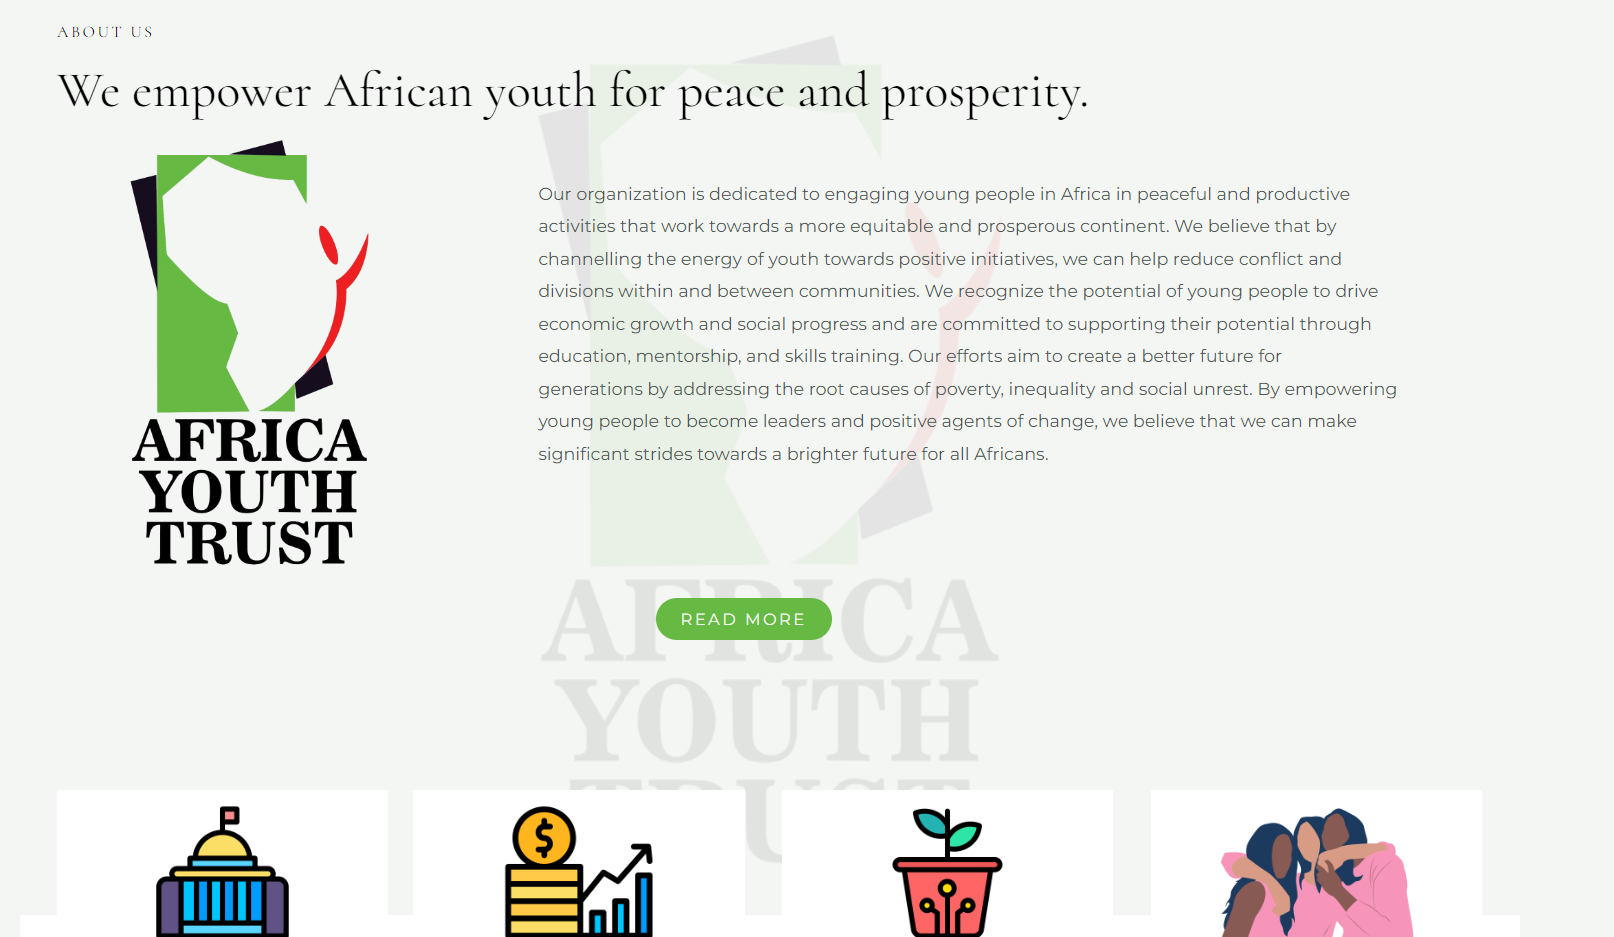 ABOUT US
We empower African youth for peace and prosperity.
Our organization is dedicated to engaging young people in Africa in peaceful and productive
activities that work towards a more equitable and prosperous continent. We believe that by
channelling the energy of youth towards positive initiatives, we can help reduce conflict and
divisions within and between communities. We recognize the potential of young people to drive
economic growth and social progress and are committed to supporting their potential through
education, mentorship, and skills training. Our efforts aim to create a better future for
generations by addressing the root causes of poverty, inequality and social unrest. By empowering
young people to become leaders and positive agents of change, we believe that we can make
significant strides towards a brighter future for all Africans.
AFRICA
YOUTH
TRUST
READ MORE
AFRICA
YOUTH
TRUST
$